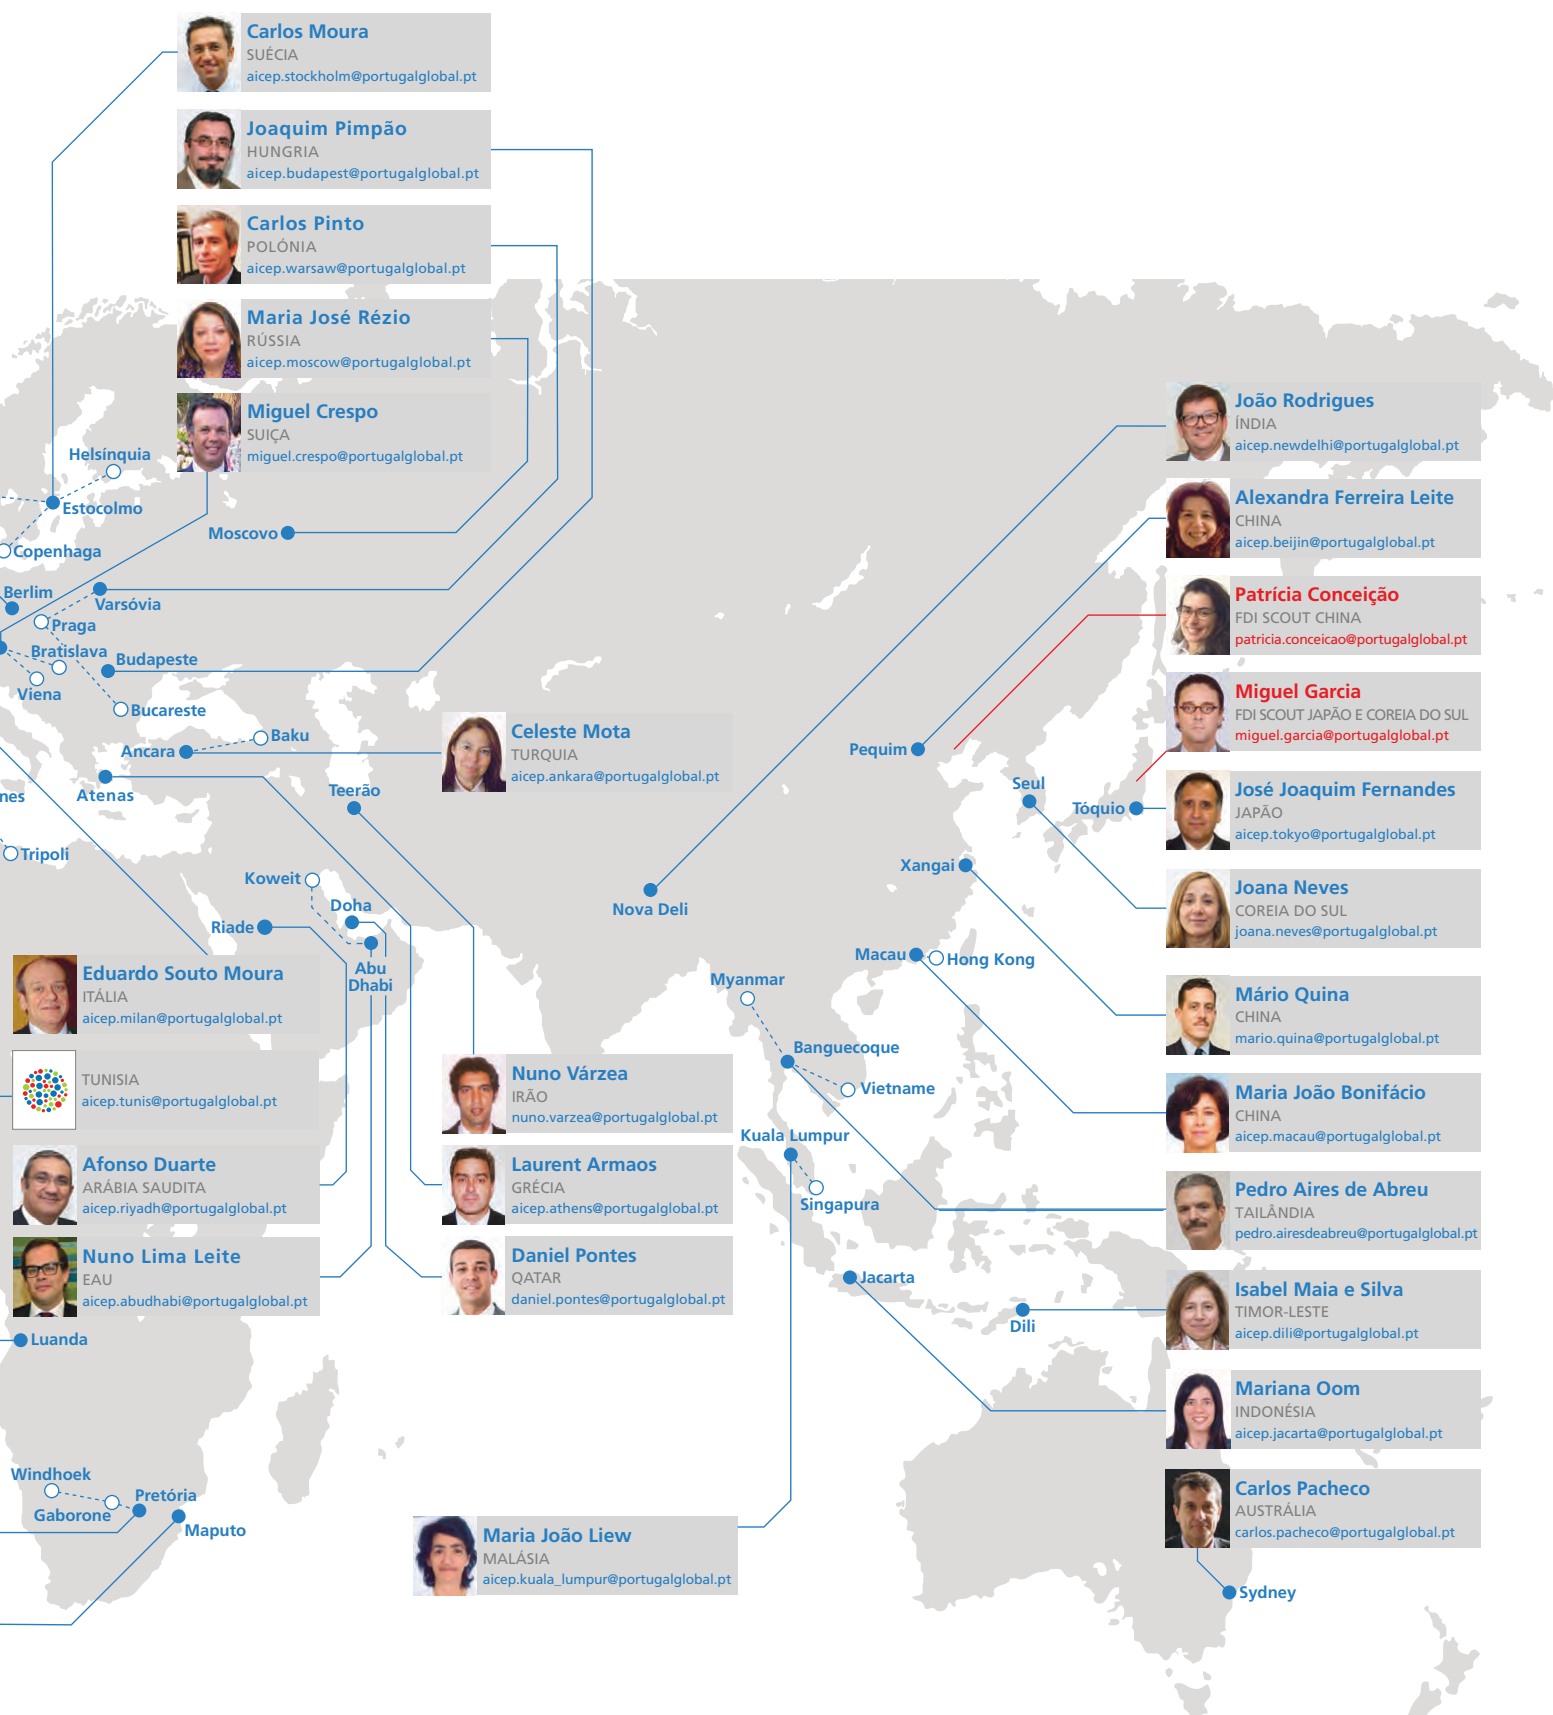 Carlos Moura
SUÉCIA
aicep.stockholm@portugalglobal.pt
Joaquim Pimpão
HUNGRIA
aicep.budapest@portugalglobal.pt
Carlos Pinto
POLÓNIA
aicep.warsaw@portugalglobal.pt
Maria José Rézio
RÚSSIA
aicep.moscow@portugalglobal.pt
Miguel Crespo
SUIÇA
miguel.crespo@portugalglobal.pt
Helsínquia
Estocolmo
Moscovo
Copenhaga
Berlim
Varsóvia
Praga
Bratislava
Budapeste
Viena
Bucareste
Baku
Ancara
Atenas
nes
Tripoli
Teerão
Koweit
Doha
Riade
Abu
Dhabi
Celeste Mota
TURQUIA
aicep.ankara@portugalglobal.pt
Nova Deli
Pequim
Seul
Tóquio
Xangai
Macau
Hong Kong
Myanmar
Banguecoque
Vietname
Kuala Lumpur
Singapura
Jacarta
Dili
João Rodrigues
ÍNDIA
aicep.newdelhi@portugalglobal.pt
Alexandra Ferreira Leite
CHINA
aicep.beijin@portugalglobal.pt
Patrícia Conceição
FDI SCOUT CHINA
patricia.conceicao@portugalglobal.pt
Miguel Garcia
FDI SCOUT JAPÃO E COREIA DO SUL
miguel.garcia@portugalglobal.pt
José Joaquim Fernandes
JAPÃO
aicep.tokyo@portugalglobal.pt
Joana Neves
COREIA DO SUL
joana.neves@portugalglobal.pt
Mário Quina
CHINA
mario.quina@portugalglobal.pt
Maria João Bonifácio
CHINA
aicep.macau@portugalglobal.pt
Pedro Aires de Abreu
TAILÂNDIA
pedro.airesdeabreu@portugalglobal.pt
Isabel Maia e Silva
TIMOR-LESTE
aicep.dili@portugalglobal.pt
Mariana Oom
INDONÉSIA
aicep.jacarta@portugalglobal.pt
Carlos Pacheco
AUSTRÁLIA
carlos.pacheco@portugalglobal.pt
Sydney
Eduardo Souto Moura
ITÁLIA
aicep.milan@portugalglobal.pt
TUNISIA
aicep.tunis@portugalglobal.pt
Afonso Duarte
ARÁBIA SAUDITA
aicep.riyadh@portugalglobal.pt
Nuno Lima Leite
EAU
aicep.abudhabi@portugalglobal.pt
Nuno Várzea
IRÃO
nuno.varzea@portugalglobal.pt
Laurent Armaos
GRÉCIA
aicep.athens@portugalglobal.pt
Daniel Pontes
QATAR
daniel.pontes@portugalglobal.pt
Luanda
Windhoek
Gaborone
Pretória
Maputo
Maria João Liew
MALÁSIA
aicep.kuala_lumpur@portugalglobal.pt